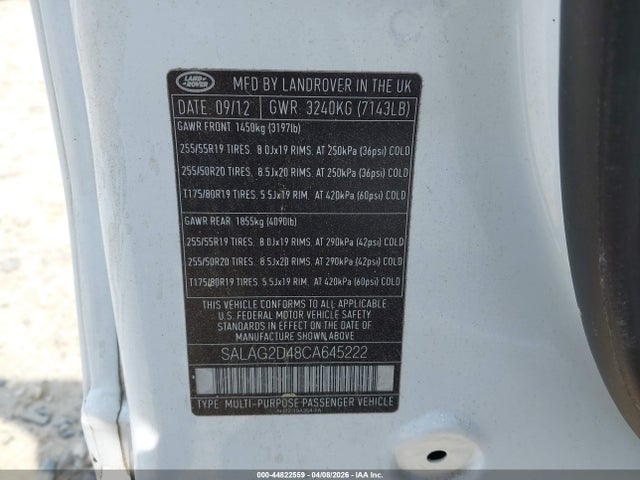 LAND
ROVER
MFD BY LANDROVER IN THE UK
DATE: 09/12 GWR 3240KG (7143LB)
GAWR FRONT 1450kg (3197lb)
255/55R19 TIRES. 8.0Jx19 RIMS. AT 250kPa (36psi) COLD
255/50R20 TIRES. 8.5Jx20 RIMS. AT 250kPa (36psi) COLD
T175/80R19 TIRES. 5.5Jx19 RIM. AT 420kPa (60psi) COLD
GAWR REAR 1855kg (4090lb)
255/55R19 TIRES. 8.0Jx19 RIMS. AT 290kPa (42psi) COLD
255/50R20 TIRES. 8.5Jx20 RIMS. AT 290kPa (42psi) COLD
T175/80R19 TIRES. 5.5Jx19 RIM. AT 420kPa (60psi) COLD
THIS VEHICLE CONFORMS TO ALL APPLICABLE
U.S. FEDERAL MOTOR VEHICLE SAFETY
STANDARDS IN EFFECT ON THE DATE OF
MANUFACTURE SHOWN ABOVE.
SALAG2D48CA645222
TYPE: MULTI-PURPOSE PASSENGER VEHICLE
000-44822559 | 04/08/2026 - IAA Inc.